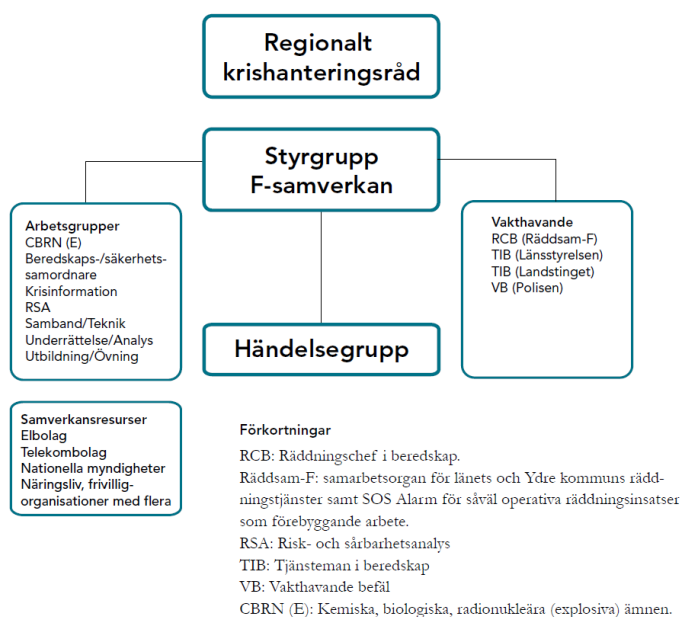 Regionalt
krishanteringsråd
Styrgrupp
F-samverkan
Arbetsgrupper
CBRN (E)
Beredskaps-/säkerhets-
samordnare
Krisinformation
RSA
Samband/Teknik
Underrättelse/Analys
Utbildning/Övning
Vakthavande
RCB (Räddsam-F)
TIB (Länsstyrelsen)
TIB (Landstinget)
VB (Polisen)
Händelsegrupp
Samverkansresurser
Elbolag
Telekombolag
Nationella myndigheter
Näringsliv, frivillig-
organisationer med flera
Förkortningar
RCB: Räddningschef i beredskap.
Räddsam-F: samarbetsorgan för länets och Ydre kommuns rädd-
ningstjänster samt SOS Alarm för såväl operativa räddningsinsatser
som förebyggande arbete.
RSA: Risk- och sårbarhetsanalys
TIB: Tjänsteman i beredskap
VB: Vakthavande befäl
CBRN (E): Kemiska, biologiska, radionukleära (explosiva) ämnen.